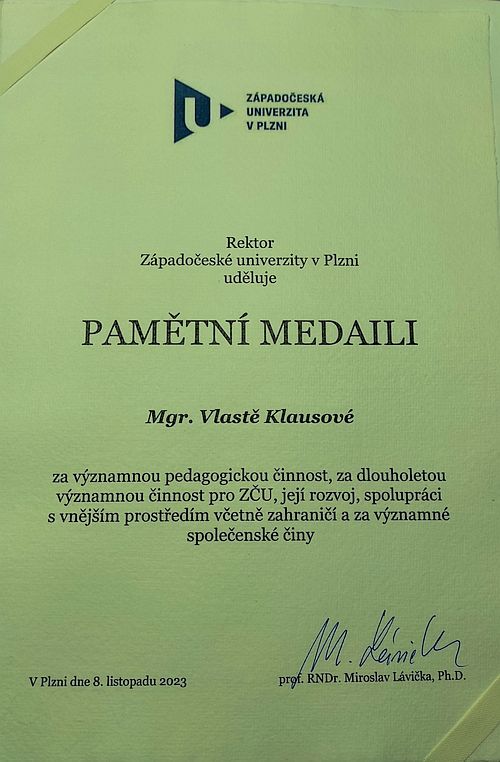 ZÁPADOČESKÁ
UNIVERZITA
V PLZNI
Rektor
Západočeské univerzity v Plzni
uděluje
PAMĚTNÍ MEDAILI
Mgr. Vlastě Klausové
za významnou pedagogickou činnost, za dlouholetou
významnou činnost pro ZČU, její rozvoj, spolupráci
s vnějším prostředím včetně zahraničí a za významné
společenské činy
V Plzni dne 8. listopadu 2023
prof. RNDr. Miroslav Lávička, Ph.D.